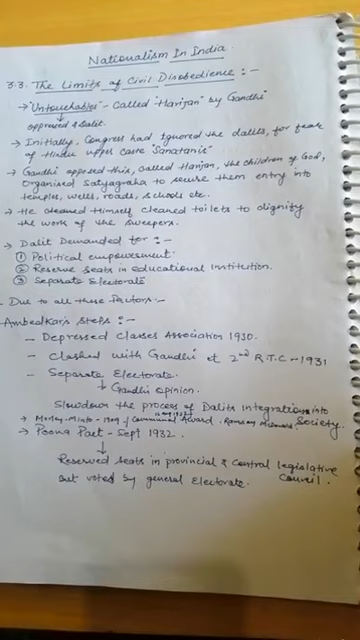 Nationalism In India
3.3. The Limits of Civil Disobedience :-
→ "Untouchables" - Called "Harijan" by Gandhi
↓
oppressed & Dalit.
→ Initially, Congress had ignored the dalits, for fear
of Hindu upper caste "Sanatanis"
→ Gandhi opposed this, called Harijan, the children of God,
Organised Satyagraha to secure them entry into
temples, wells, roads, schools etc.
→ He cleaned Himself cleaned toilets to dignify
the work of the sweepers.
→ Dalit Demanded for :-
① Political empowerment.
② Reserve Seats in educational institution.
③ Separate Electorate
- Due to all these Factors -
- Ambedkar's Steps :-
- Depressed Classes Association 1930.
- Clashed with Gandhi at 2nd R.T.C - 1931
- Separate Electorate.
↓ Gandhi opinion.
Slowdown the process of Dalits integration into
Society.
→ Morley-Minto - 1909 / Communal Award. Ramsay
→ Poona Pact - Sept 1932.
↓
Reserved seats in provincial & Central legislative
Council.
but voted by general Electorate.